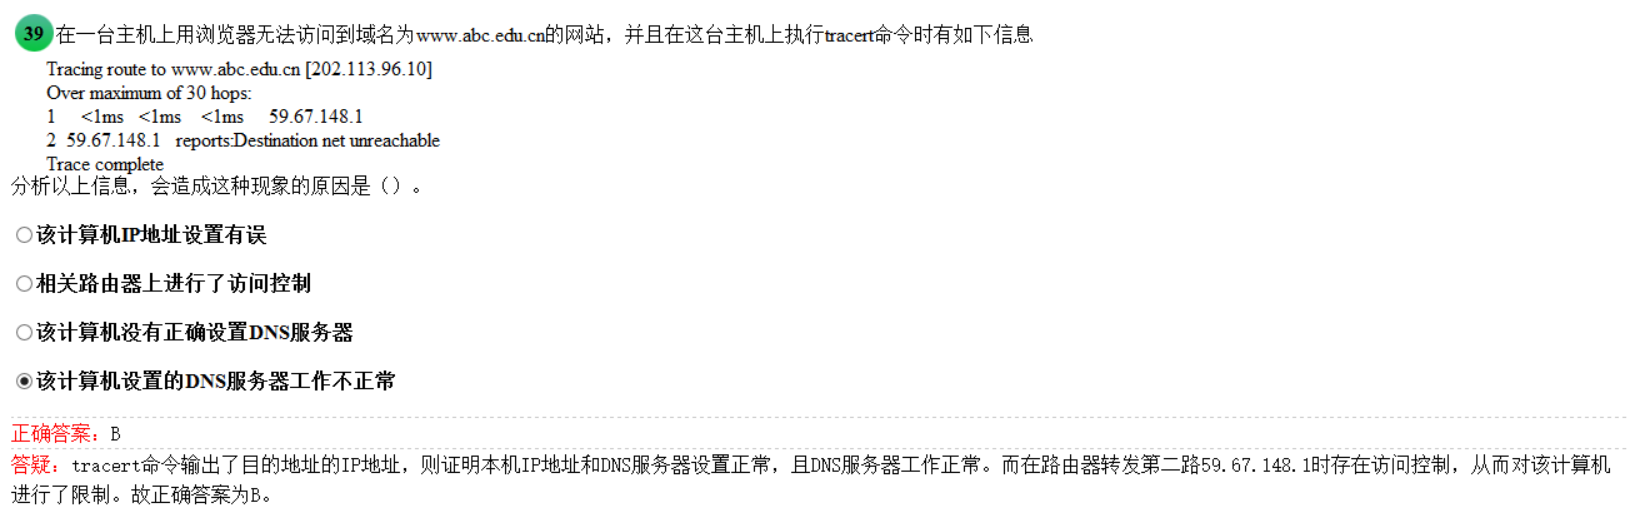 39 在一台主机上用浏览器无法访问到域名为www.abc.edu.cn的网站，并且在这台主机上执行tracert命令时有如下信息
Tracing route to www.abc.edu.cn [202.113.96.10]
Over maximum of 30 hops:
1 <1ms <1ms <1ms 59.67.148.1
2 59.67.148.1 reports:Destination net unreachable
Trace complete
分析以上信息，会造成这种现象的原因是（）。
该计算机IP地址设置有误
相关路由器上进行了访问控制
该计算机没有正确设置DNS服务器
该计算机设置的DNS服务器工作不正常
正确答案：B
答疑：tracert命令输出了目的地址的IP地址，则证明本机IP地址和DNS服务器设置正常，且DNS服务器工作正常。而在路由器转发第二路59.67.148.1时存在访问控制，从而对该计算机
进行了限制。故正确答案为B。